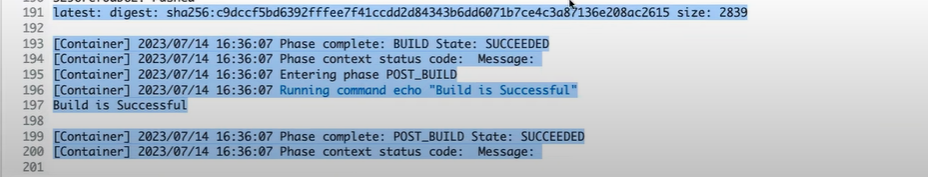 191 latest: digest: sha256:c9dccf5bd6392fffee7f41ccdd2d84343b6dd6071b7ce4c3a87136e208ac2615 size: 2839
192
193 [Container] 2023/07/14 16:36:07 Phase complete: BUILD State: SUCCEEDED
194 [Container] 2023/07/14 16:36:07 Phase context status code:  Message:
195 [Container] 2023/07/14 16:36:07 Entering phase POST_BUILD
196 [Container] 2023/07/14 16:36:07 Running command echo "Build is Successful"
197 Build is Successful
198
199 [Container] 2023/07/14 16:36:07 Phase complete: POST_BUILD State: SUCCEEDED
200 [Container] 2023/07/14 16:36:07 Phase context status code:  Message:
201